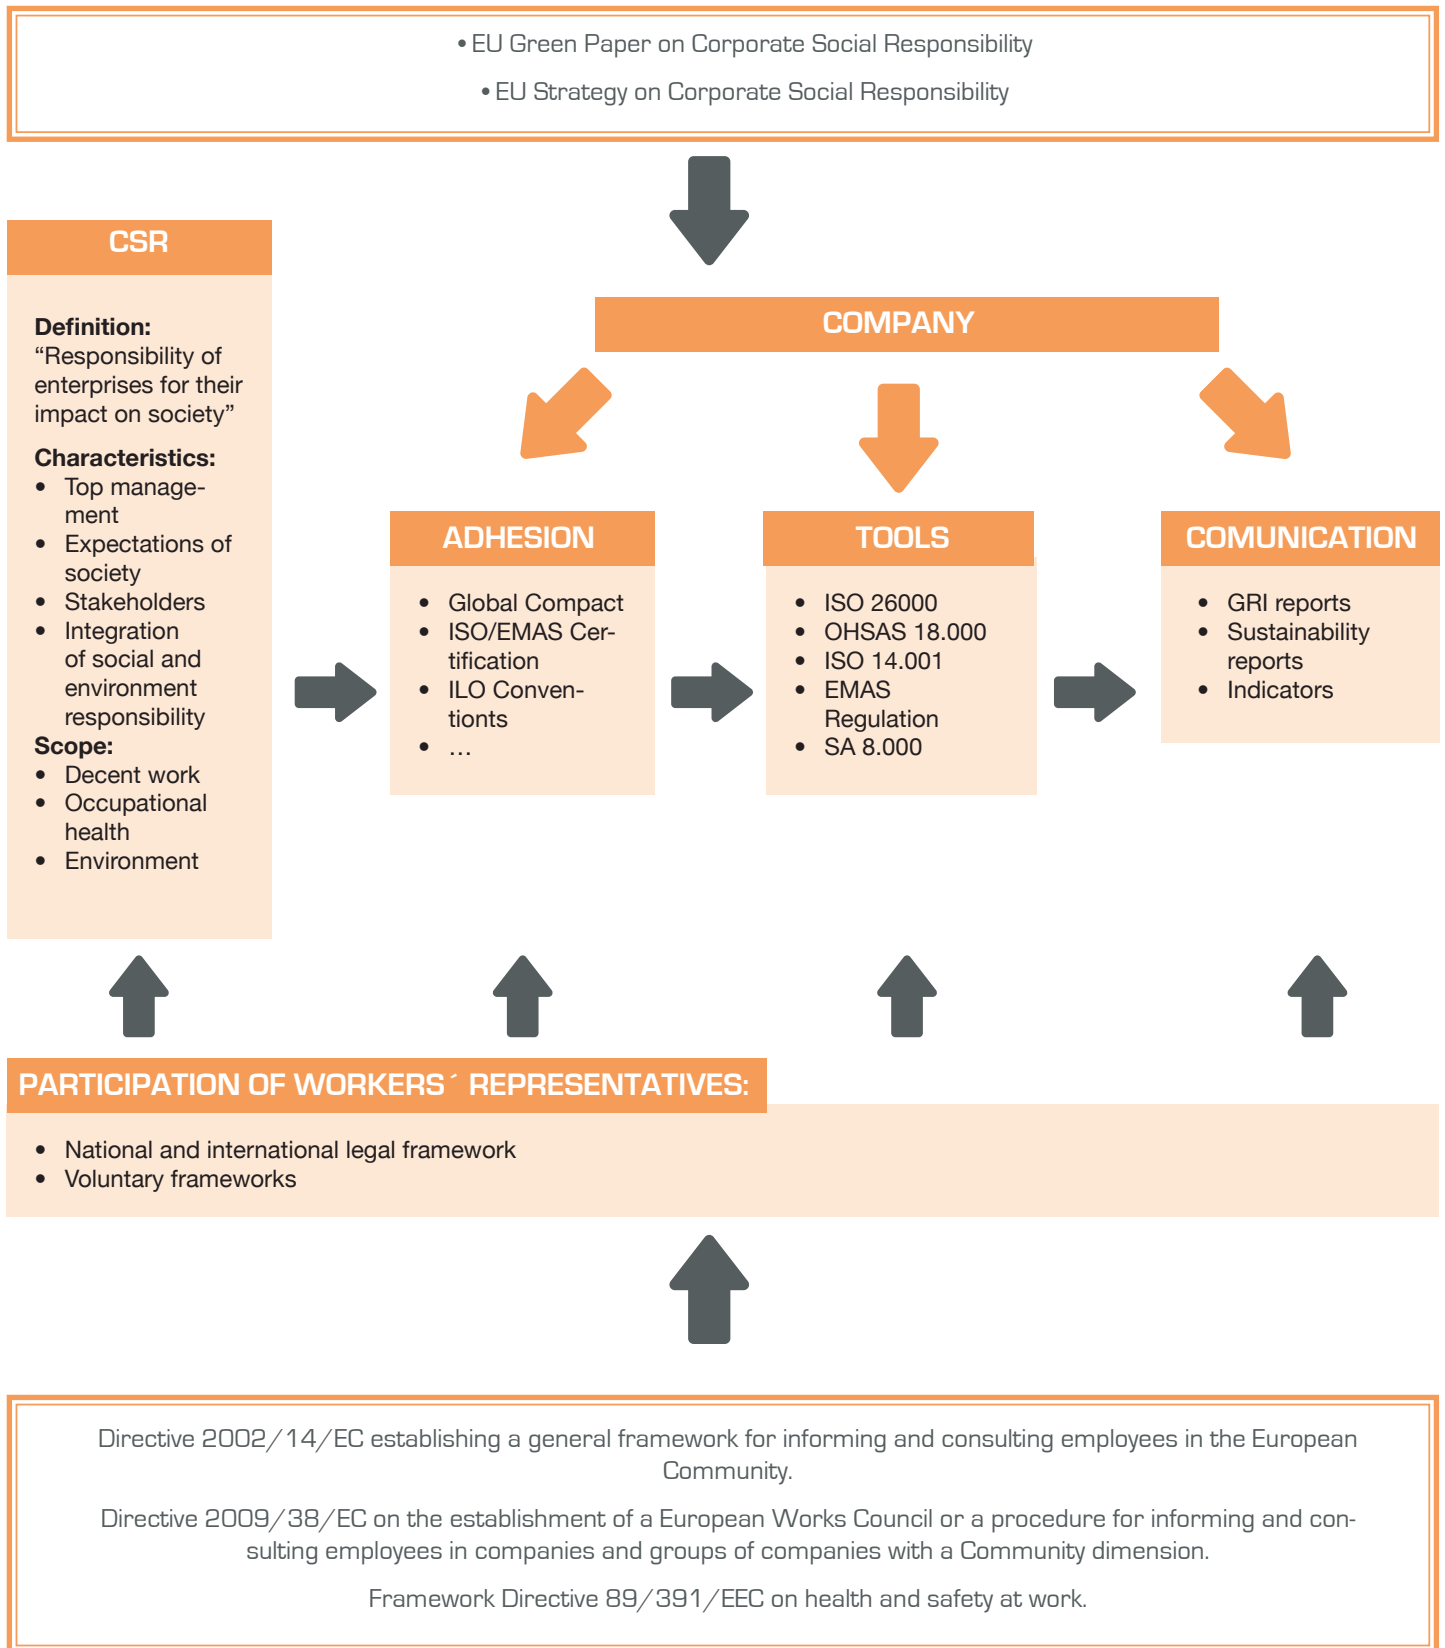 • EU Green Paper on Corporate Social Responsibility
• EU Strategy on Corporate Social Responsibility
CSR
Definition:
“Responsibility of
enterprises for their
impact on society”
Characteristics:
• Top manage-
ment
• Expectations of
society
• Stakeholders
• Integration
of social and
environment
responsibility
Scope:
• Decent work
• Occupational
health
• Environment
COMPANY
ADHESION
• Global Compact
• ISO/EMAS Cer-
tification
• ILO Conven-
tionts
• …
TOOLS
• ISO 26000
• OHSAS 18.000
• ISO 14.001
• EMAS
Regulation
• SA 8.000
COMUNICATION
• GRI reports
• Sustainability
reports
• Indicators
PARTICIPATION OF WORKERS´ REPRESENTATIVES:
• National and international legal framework
• Voluntary frameworks
Directive 2002/14/EC establishing a general framework for informing and consulting employees in the European
Community.
Directive 2009/38/EC on the establishment of a European Works Council or a procedure for informing and con-
sulting employees in companies and groups of companies with a Community dimension.
Framework Directive 89/391/EEC on health and safety at work.